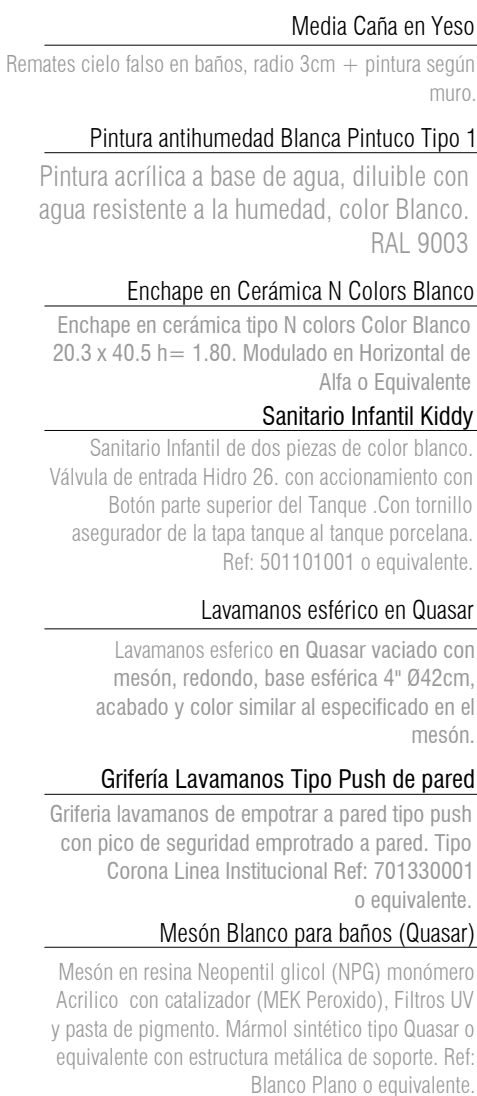 Media Caña en Yeso
Remates cielo falso en baños, radio 3cm + pintura según
muro.
Pintura antihumedad Blanca Pintuco Tipo 1
Pintura acrílica a base de agua, diluible con
agua resistente a la humedad, color Blanco.
RAL 9003
Enchape en Cerámica N Colors Blanco
Enchape en cerámica tipo N colors Color Blanco
20.3 x 40.5 h= 1.80. Modulado en Horizontal de
Alfa o Equivalente
Sanitario Infantil Kiddy
Sanitario Infantil de dos piezas de color blanco.
Válvula de entrada Hidro 26. con accionamiento con
Botón parte superior del Tanque .Con tornillo
asegurador de la tapa tanque al tanque porcelana.
Ref: 501101001 o equivalente.
Lavamanos esférico en Quasar
Lavamanos esferico en Quasar vaciado con
mesón, redondo, base esférica 4" Ø42cm,
acabado y color similar al especificado en el
mesón.
Grifería Lavamanos Tipo Push de pared
Griferia lavamanos de empotrar a pared tipo push
con pico de seguridad emprotrado a pared. Tipo
Corona Linea Institucional Ref: 701330001
o equivalente.
Mesón Blanco para baños (Quasar)
Mesón en resina Neopentil glicol (NPG) monómero
Acrilico con catalizador (MEK Peroxido), Filtros UV
y pasta de pigmento. Mármol sintético tipo Quasar o
equivalente con estructura metálica de soporte. Ref:
Blanco Plano o equivalente.